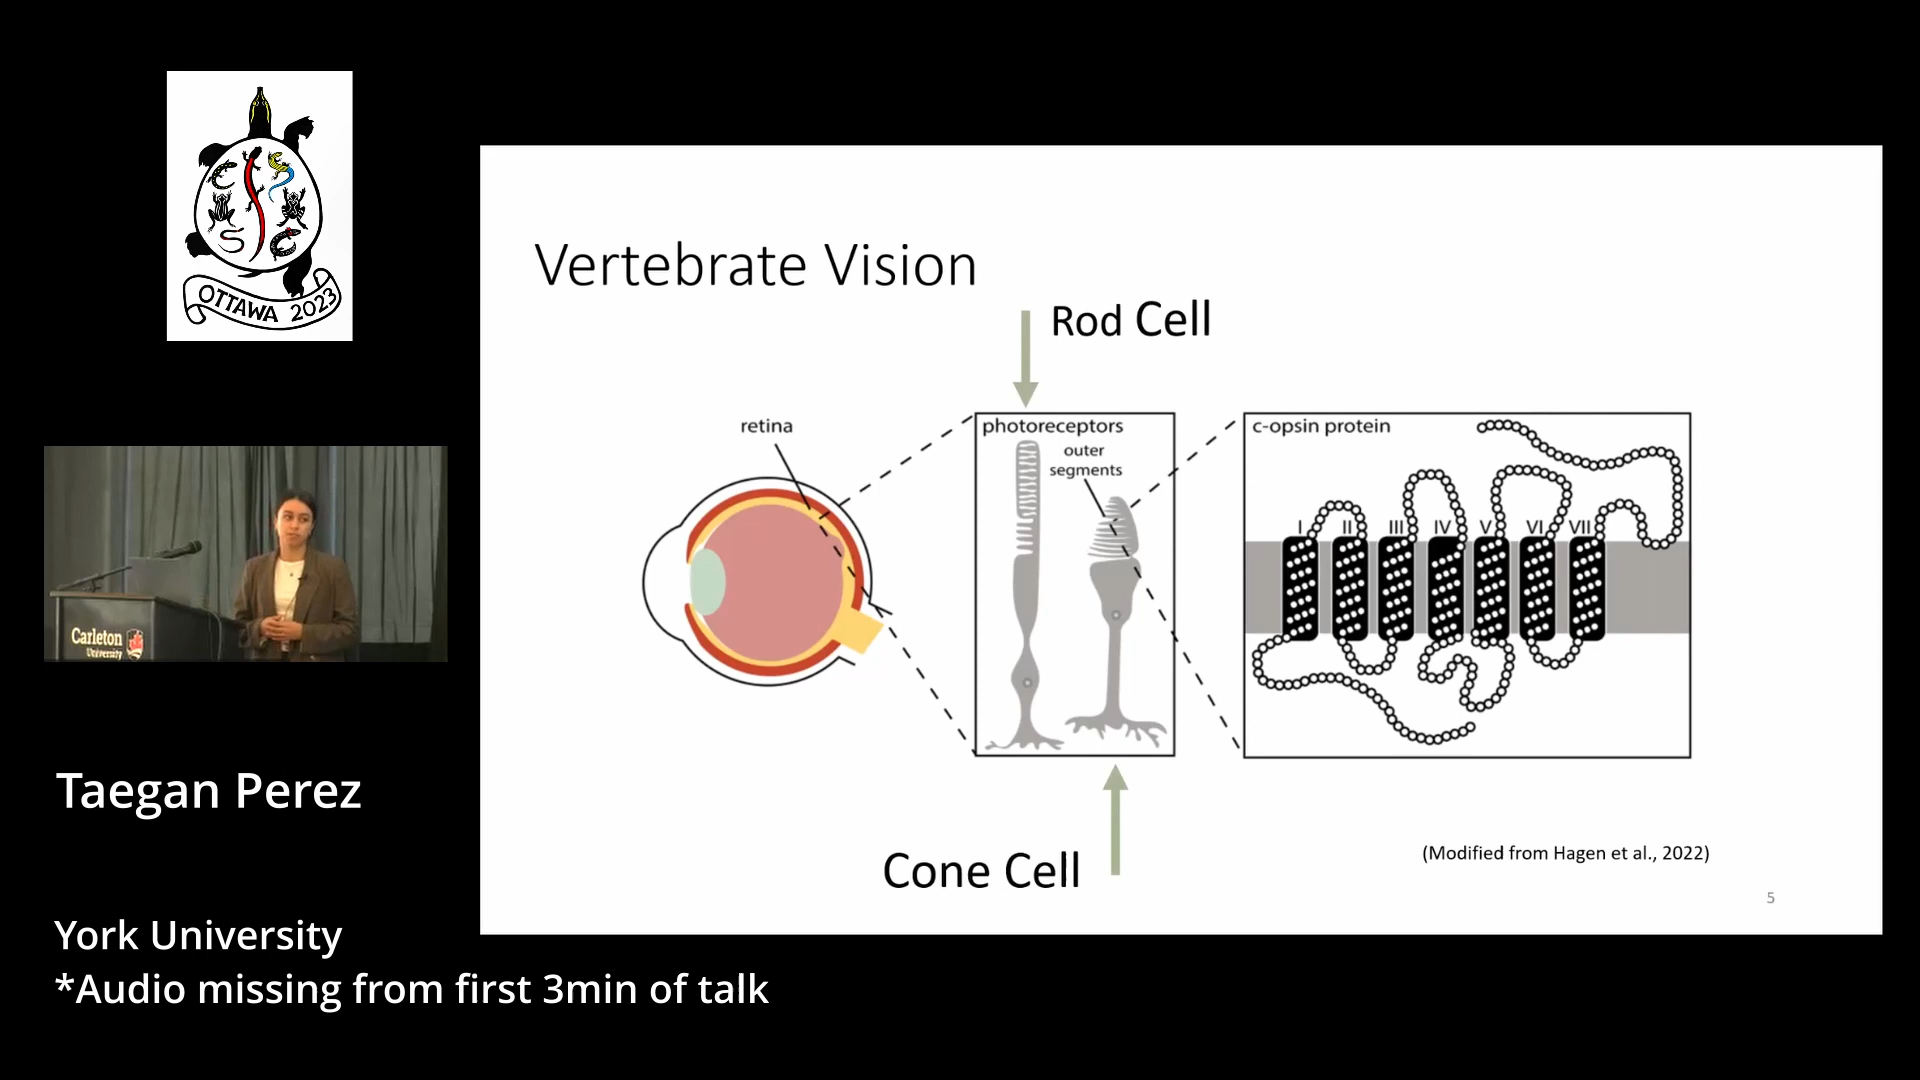 OTTAWA 2023
Carleton
University
Taegan Perez
York University
*Audio missing from first 3min of talk
Vertebrate Vision
Rod Cell
retina
photoreceptors
outer
segments
c-opsin protein
I II III IV V VI VII
Cone Cell
(Modified from Hagen et al., 2022)
5